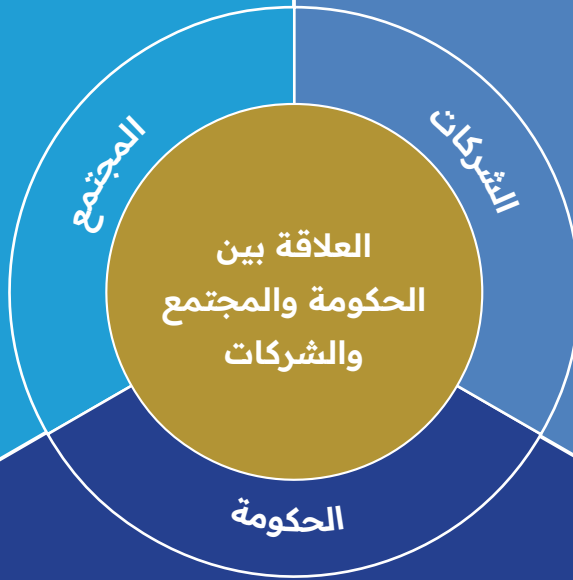 الشركات
المجتمع
العلاقة بين
الحكومة والمجتمع
والشركات
الحكومة